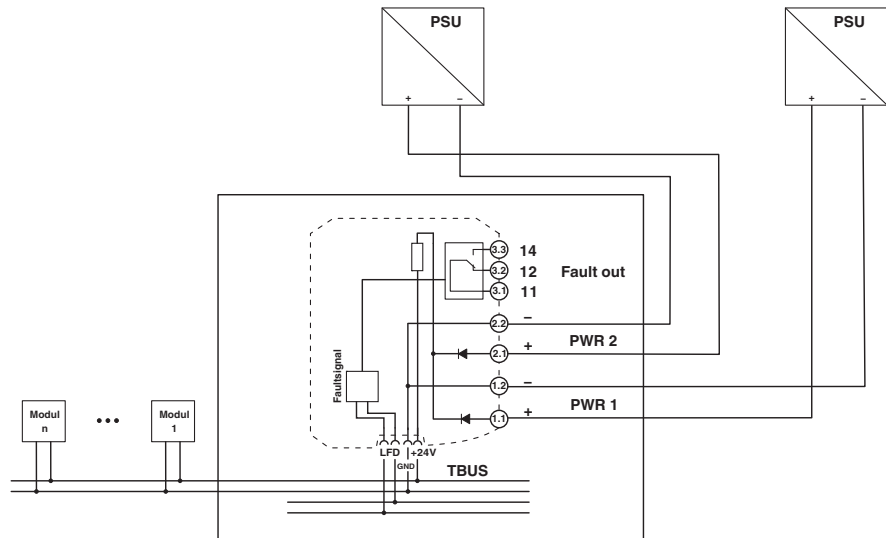 PSU
PSU
+ −
+ −
3.3 14
3.2 12 Fault out
3.1 11
2.2 −
PWR 2
2.1 +
1.2 −
PWR 1
1.1 +
Faultsignal
Modul
n
•••
Modul
1
LFD +24V
GND
TBUS